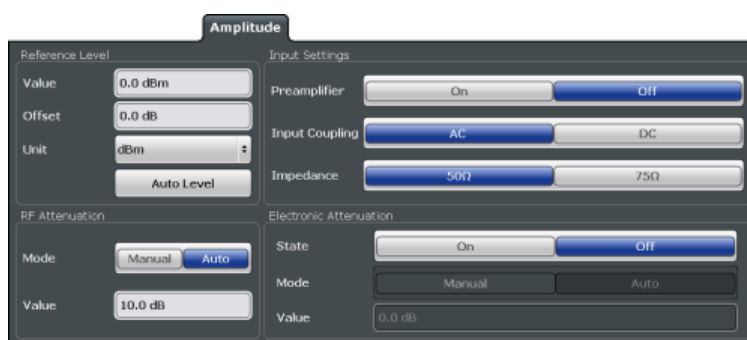 Amplitude
Reference Level
Value 0.0 dBm
Offset 0.0 dB
Unit dBm
Auto Level
Input Settings
Preamplifier On Off
Input Coupling AC DC
Impedance 50Ω 75Ω
RF Attenuation
Mode Manual Auto
Value 10.0 dB
Electronic Attenuation
State On Off
Mode Manual Auto
Value 0.0 dB